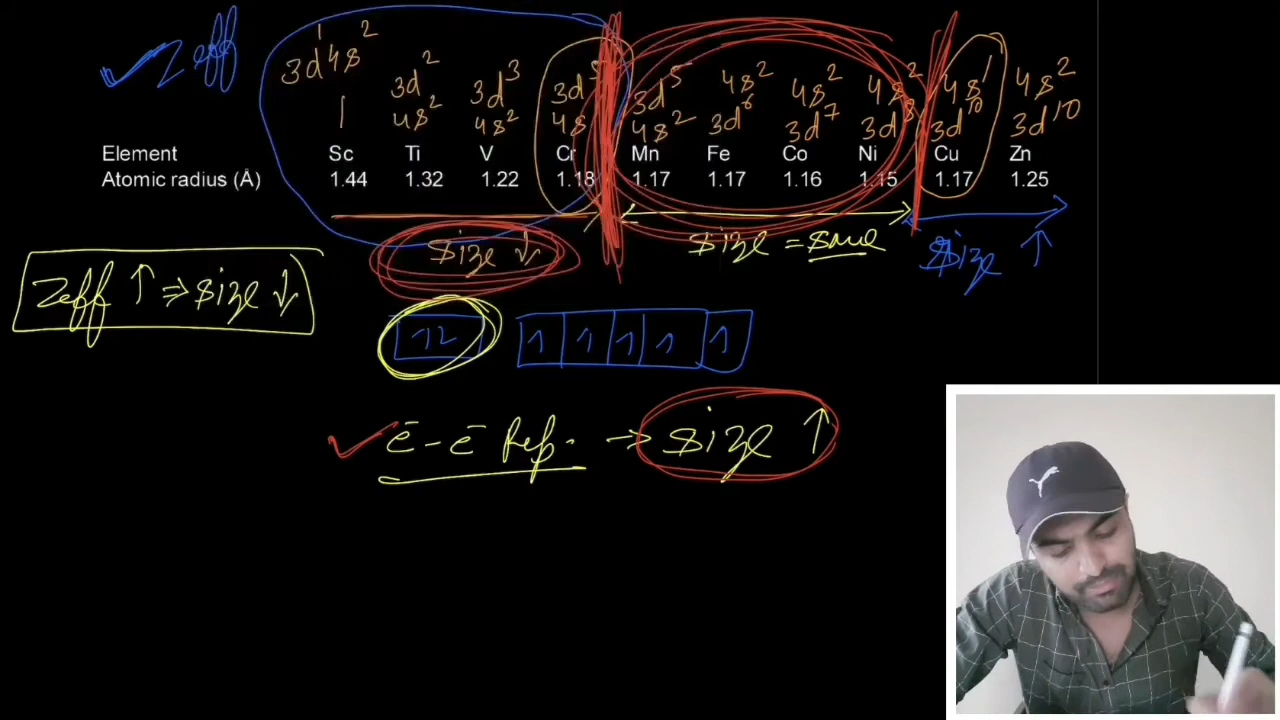 ✓ Zeff
3d¹4s² 3d² 3d³ 3d⁵ 3d⁵ 4s² 4s² 4s² 4s¹ 4s²
1 4s² 4s² 4s 4s² 3d⁶ 3d⁷ 3d⁸ 3d¹⁰ 3d¹⁰
Element Sc Ti V Cr Mn Fe Co Ni Cu Zn
Atomic radius (Å) 1.44 1.32 1.22 1.18 1.17 1.17 1.16 1.15 1.17 1.25
size ↓ size = same size ↑
Zeff ↑ ⇒ size ↓
1 1 1 1 1
✓ e⁻ - e⁻ Rep. → size ↑